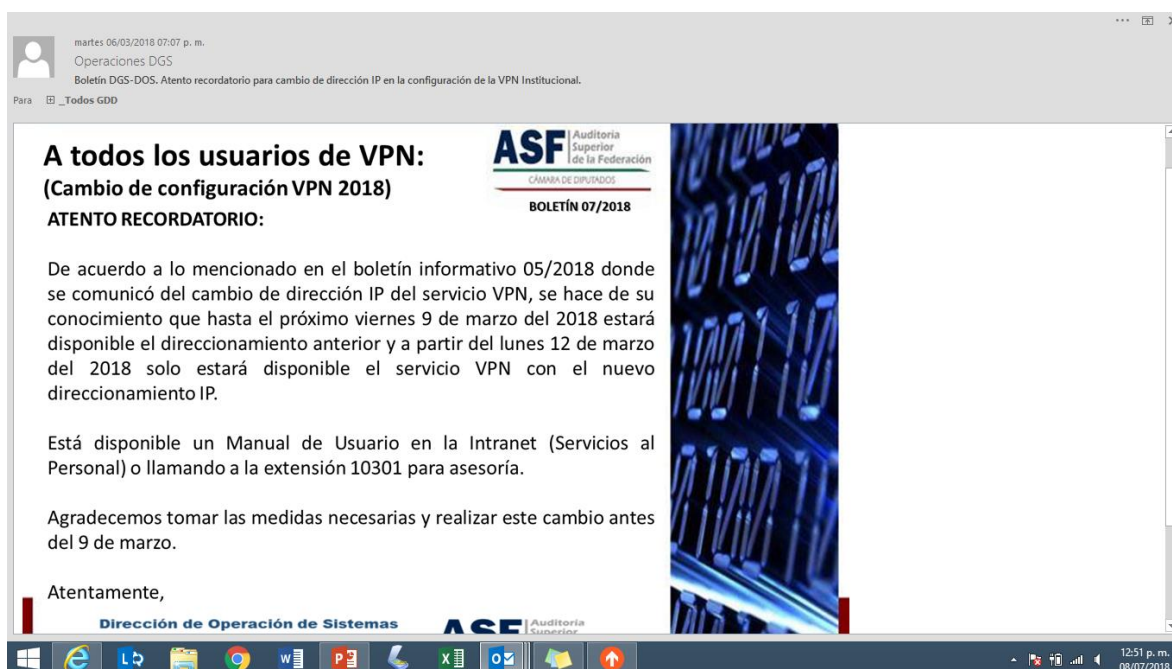 martes 06/03/2018 07:07 p. m.
Operaciones DGS
Boletín DGS-DOS. Atento recordatorio para cambio de dirección IP en la configuración de la VPN Institucional.
Para _Todos GDD
A todos los usuarios de VPN:
(Cambio de configuración VPN 2018)
ATENTO RECORDATORIO:
ASF Auditoría
Superior
de la Federación
CÁMARA DE DIPUTADOS
BOLETÍN 07/2018
De acuerdo a lo mencionado en el boletín informativo 05/2018 donde
se comunicó del cambio de dirección IP del servicio VPN, se hace de su
conocimiento que hasta el próximo viernes 9 de marzo del 2018 estará
disponible el direccionamiento anterior y a partir del lunes 12 de marzo
del 2018 solo estará disponible el servicio VPN con el nuevo
direccionamiento IP.
Está disponible un Manual de Usuario en la Intranet (Servicios al
Personal) o llamando a la extensión 10301 para asesoría.
Agradecemos tomar las medidas necesarias y realizar este cambio antes
del 9 de marzo.
Atentamente,
Dirección de Operación de Sistemas
ASF Auditoría
Superior
12:51 p. m.
08/07/2018